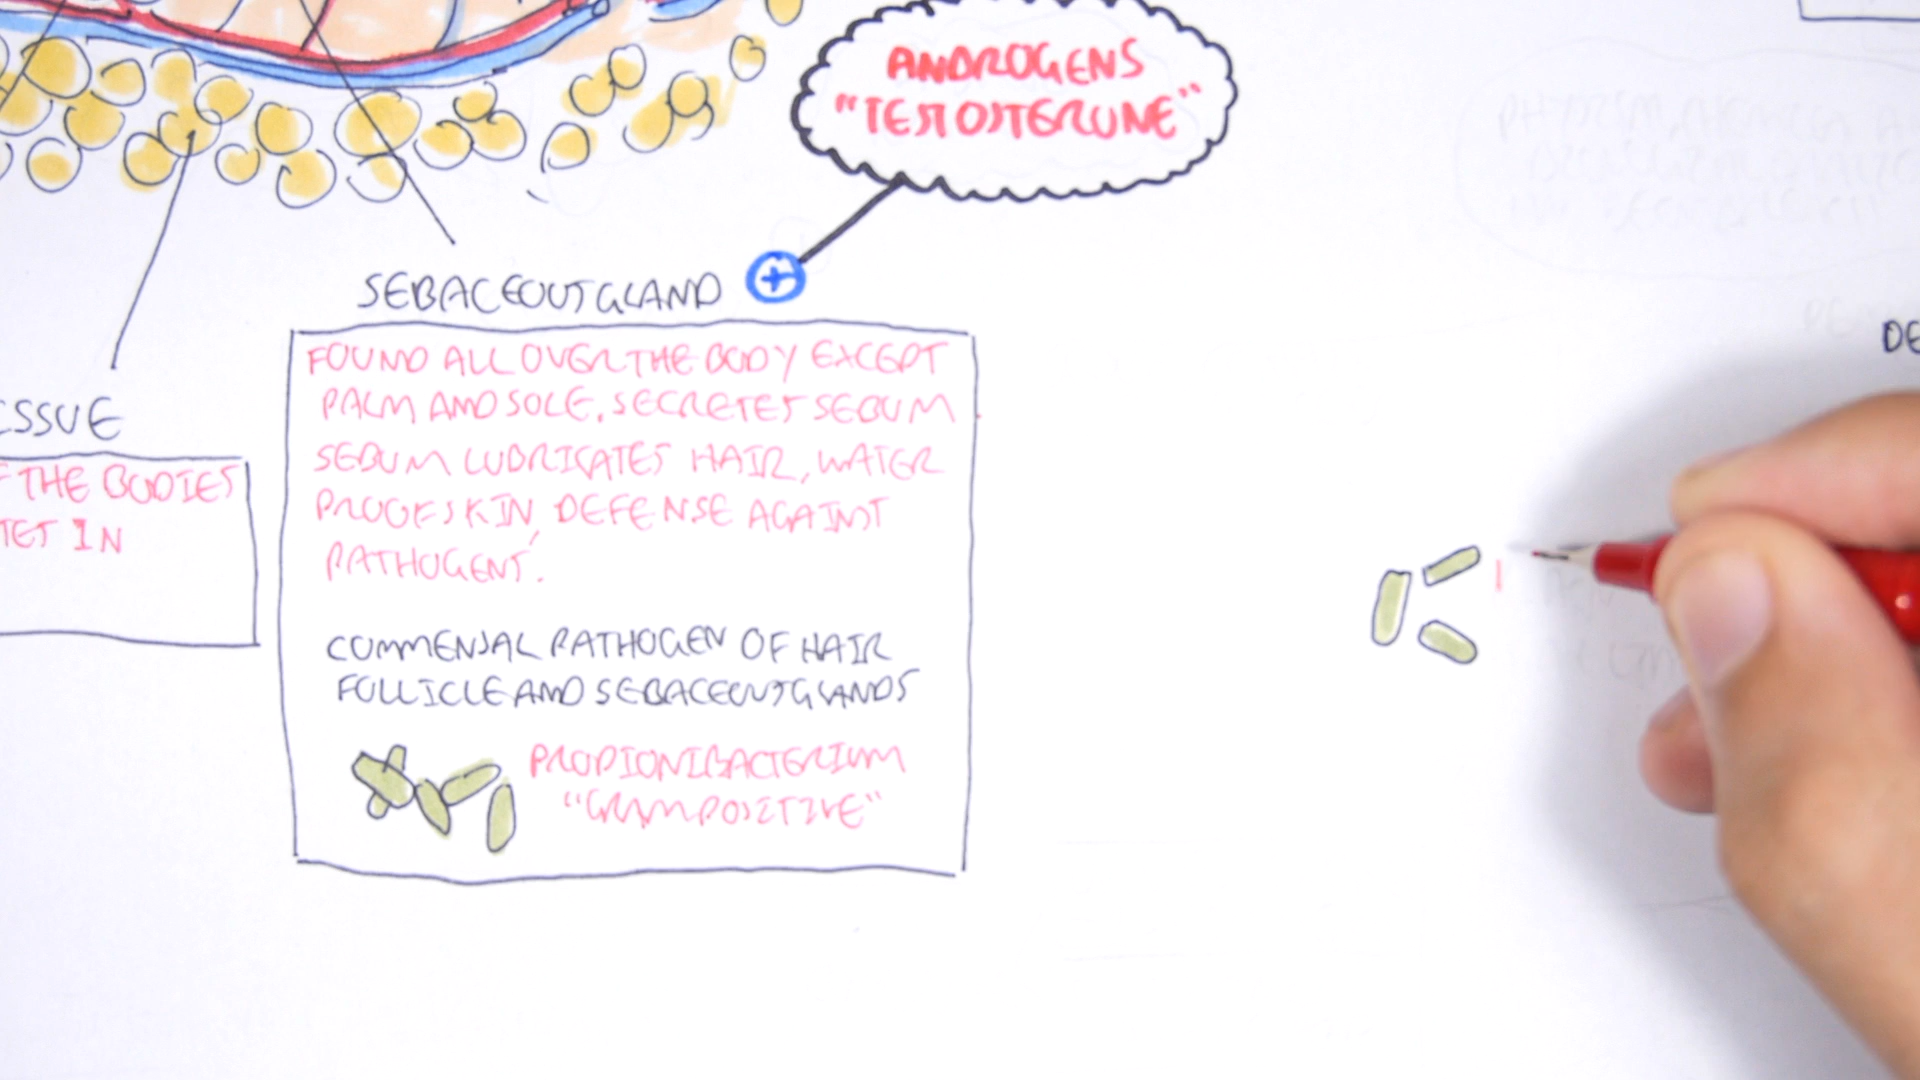 ANDROGENS
"TESTOSTERONE"
SEBACEOUS GLAND
+
FOUND ALL OVER THE BODY EXCEPT
PALM AND SOLE. SECRETES SEBUM
SEBUM LUBRICATES HAIR, WATER
PROOF SKIN, DEFENSE AGAINST
PATHOGENS.
COMMENSAL PATHOGEN OF HAIR
FOLLICLE AND SEBACEOUS GLANDS
PROPIONIBACTERIUM
"GRAM POSITIVE"
ISSUE
F THE BODIES
TES IN
DE